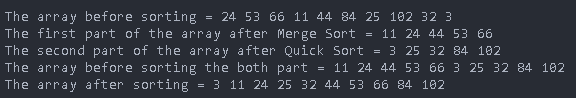 The array before sorting = 24 53 66 11 44 84 25 102 32 3
The first part of the array after Merge Sort = 11 24 44 53 66
The second part of the array after Quick Sort = 3 25 32 84 102
The array before sorting the both part = 11 24 44 53 66 3 25 32 84 102
The array after sorting = 3 11 24 25 32 44 53 66 84 102